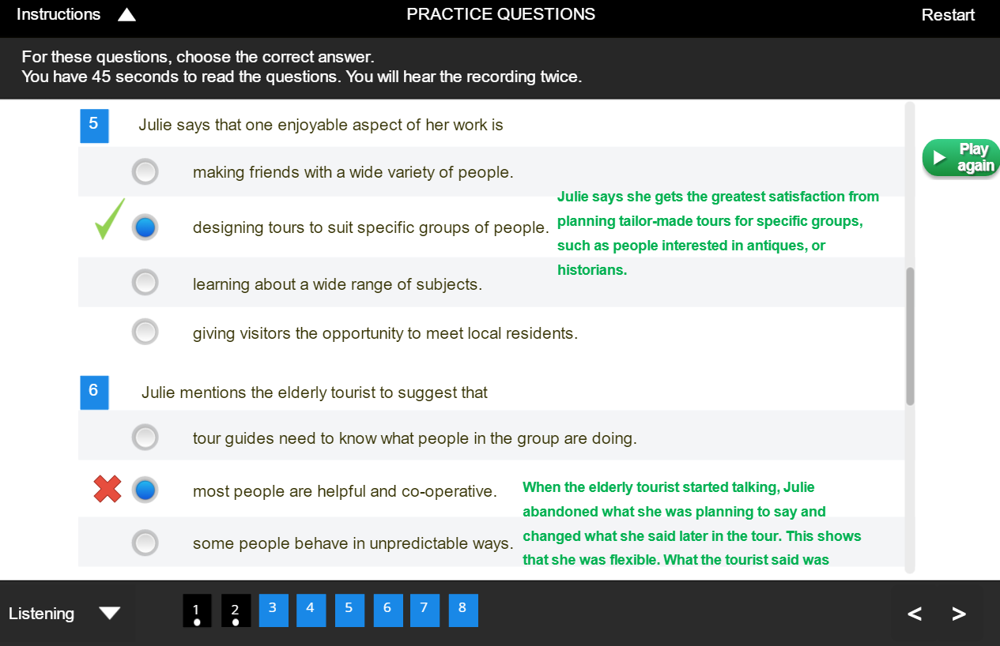 Instructions
PRACTICE QUESTIONS
Restart
For these questions, choose the correct answer.
You have 45 seconds to read the questions. You will hear the recording twice.
5
Julie says that one enjoyable aspect of her work is
Play
again
making friends with a wide variety of people.
designing tours to suit specific groups of people.
Julie says she gets the greatest satisfaction from
planning tailor-made tours for specific groups,
such as people interested in antiques, or
historians.
learning about a wide range of subjects.
giving visitors the opportunity to meet local residents.
6
Julie mentions the elderly tourist to suggest that
tour guides need to know what people in the group are doing.
most people are helpful and co-operative.
some people behave in unpredictable ways.
When the elderly tourist started talking, Julie
abandoned what she was planning to say and
changed what she said later in the tour. This shows
that she was flexible. What the tourist said was
Listening
1
2
3
4
5
6
7
8
<
>